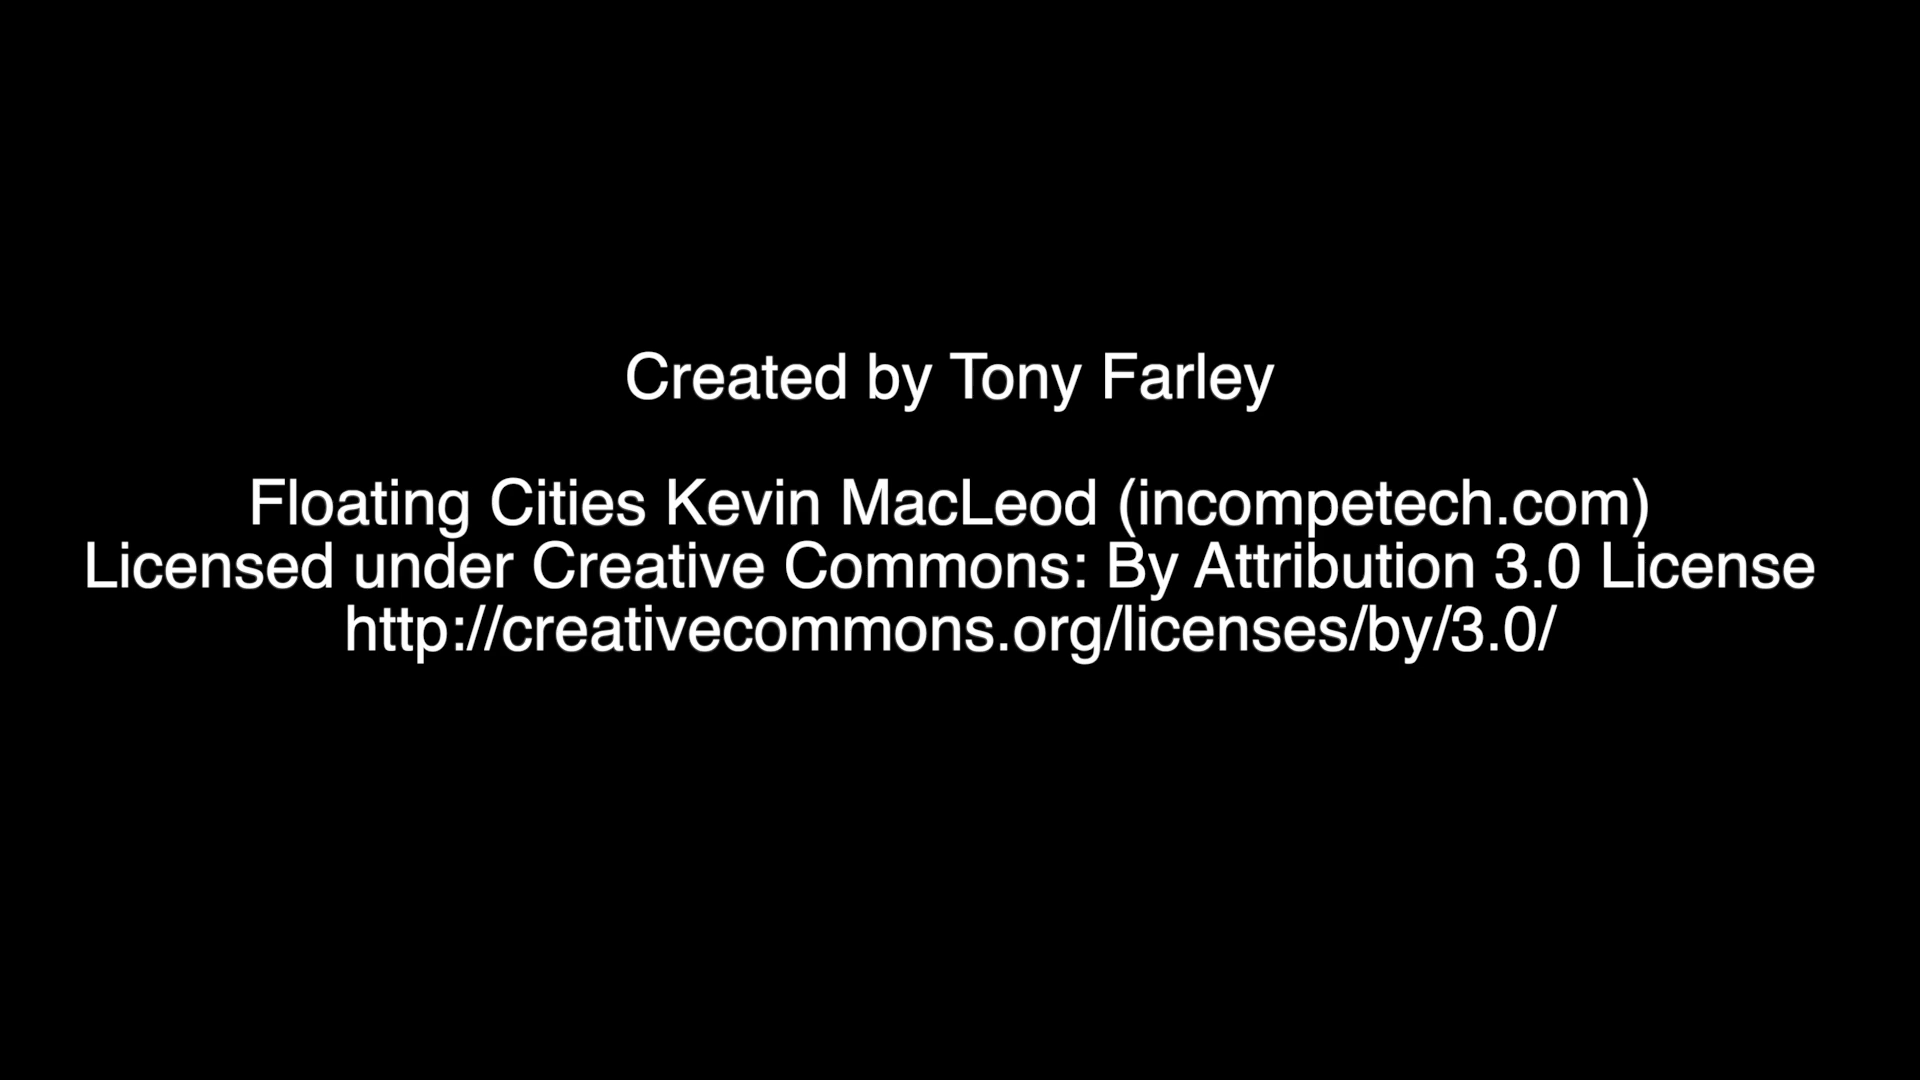 Created by Tony Farley
Floating Cities Kevin MacLeod (incompetech.com)
Licensed under Creative Commons: By Attribution 3.0 License
http://creativecommons.org/licenses/by/3.0/